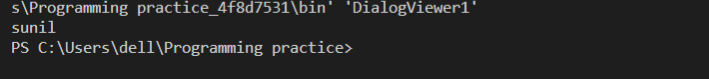 s\Programming practice_4f8d7531\bin' 'DialogViewer1'
sunil
PS C:\Users\dell\Programming practice>